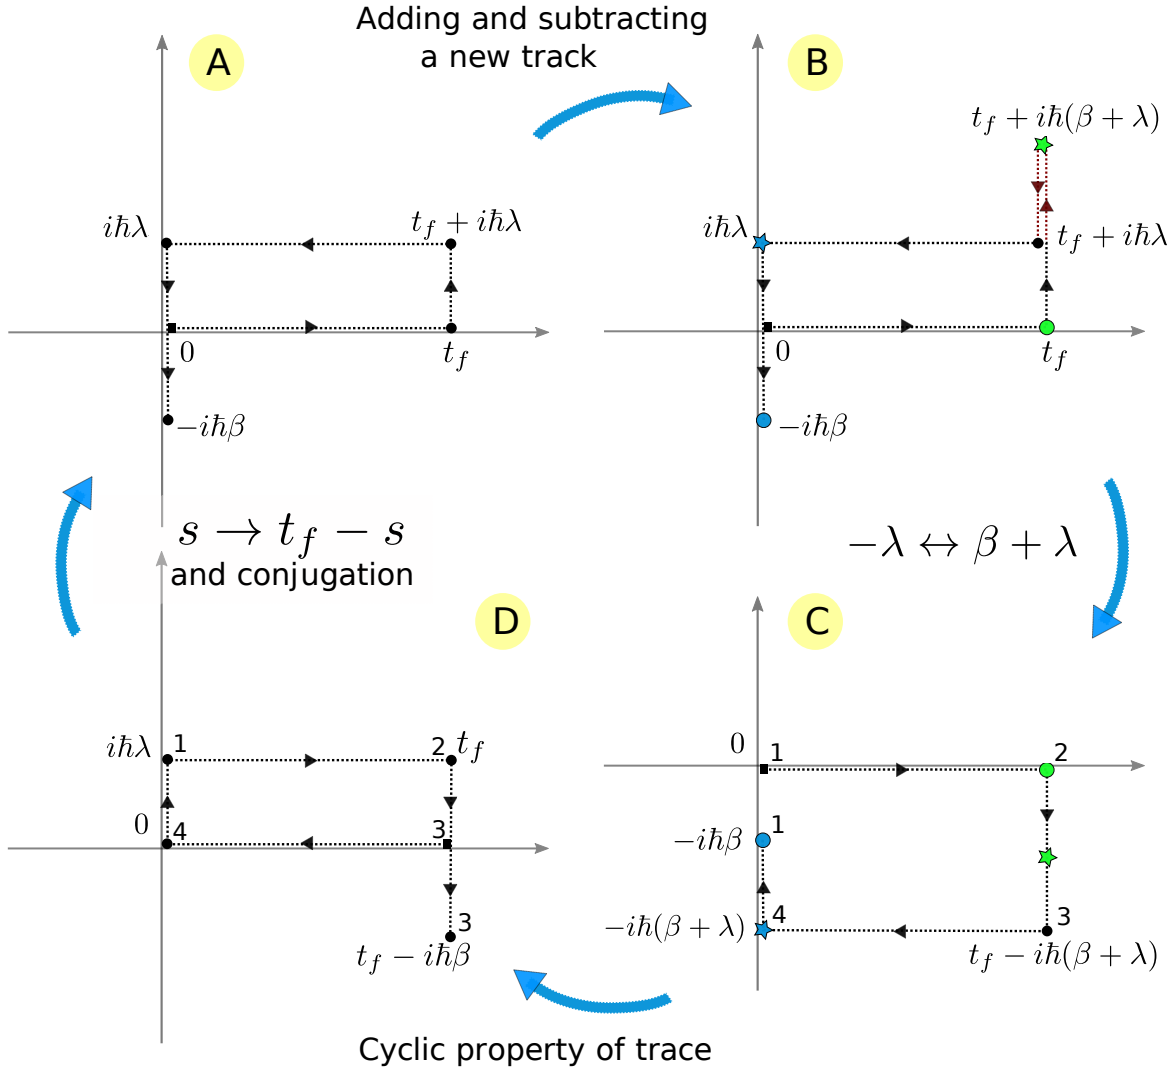 Adding and subtracting
a new track
A
iħλ
t_f + iħλ
0
t_f
−iħβ
B
t_f + iħ(β + λ)
iħλ
t_f + iħλ
0
t_f
−iħβ
s → t_f − s
and conjugation
−λ ↔ β + λ
D
iħλ
1
2
t_f
0
4
3
3
t_f − iħβ
C
0
1
2
−iħβ
1
−iħ(β + λ)
4
3
t_f − iħ(β + λ)
Cyclic property of trace